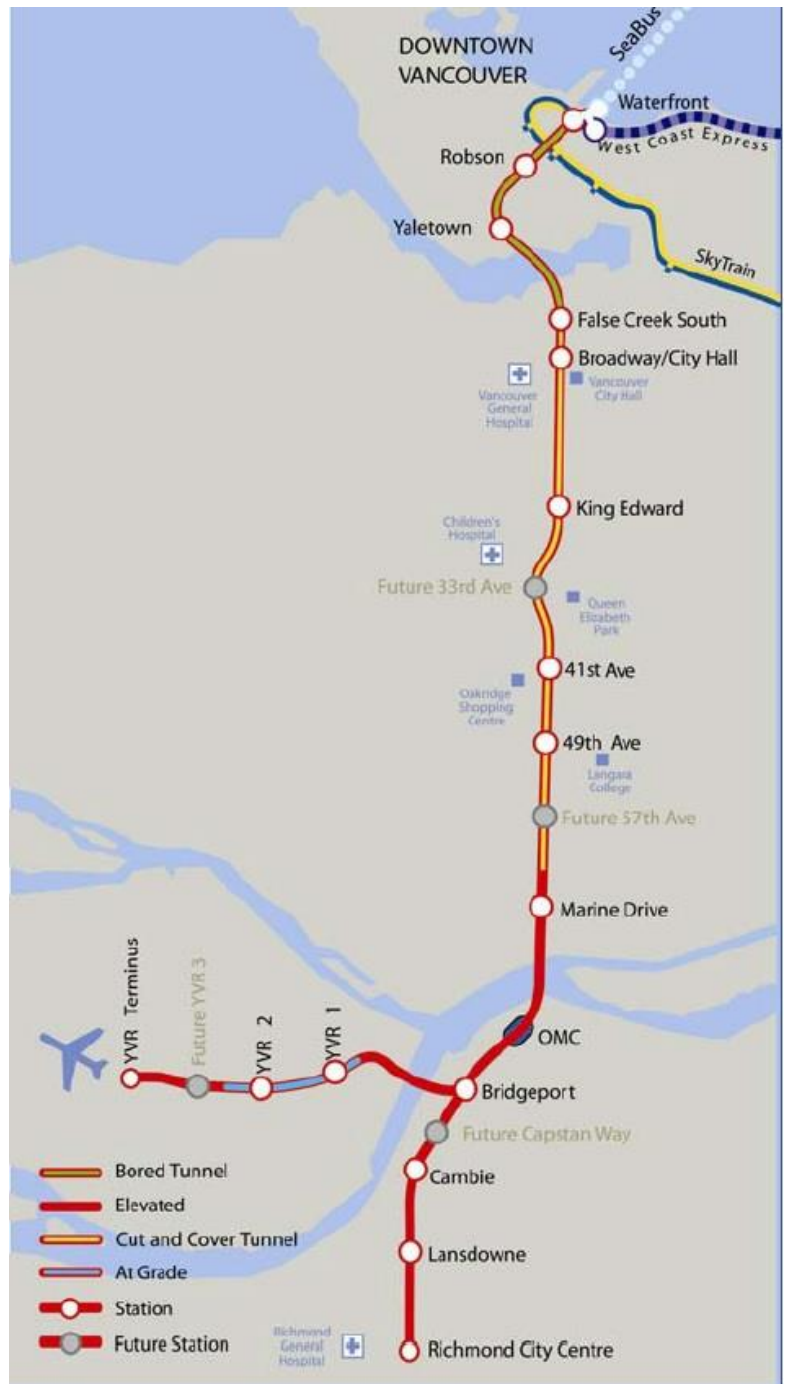 DOWNTOWN
VANCOUVER
SeaBus
Waterfront
West Coast Express
Robson
Yaletown
SkyTrain
False Creek South
Broadway/City Hall
Vancouver
General
Hospital
Vancouver
City Hall
King Edward
Children's
Hospital
Future 33rd Ave
Queen
Elizabeth
Park
41st Ave
Oakridge
Shopping
Centre
49th Ave
Langara
College
Future 57th Ave
Marine Drive
YVR Terminus
Future YVR 3
YVR 2
YVR 1
OMC
Bridgeport
Future Capstan Way
Cambie
Lansdowne
Richmond City Centre
Richmond
General
Hospital
Bored Tunnel
Elevated
Cut and Cover Tunnel
At Grade
Station
Future Station